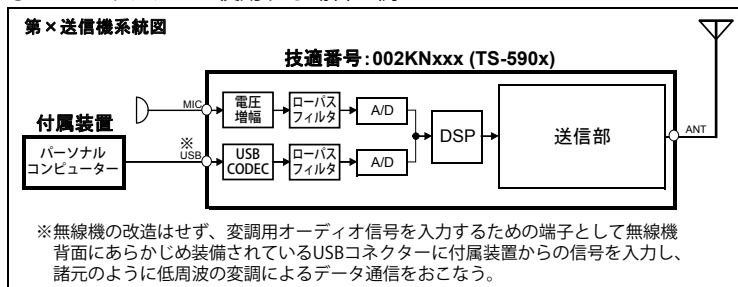 第×送信機系統図
技適番号：002KNxxx (TS-590x)
MIC
電圧
増幅
ローパス
フィルタ
A/D
付属装置
パーソナル
コンピューター
※
USB
USB
CODEC
ローパス
フィルタ
A/D
DSP
送信部
ANT
※無線機の改造はせず、変調用オーディオ信号を入力するための端子として無線機
背面にあらかじめ装備されているUSBコネクターに付属装置からの信号を入力し、
諸元のように低周波の変調によるデータ通信をおこなう。